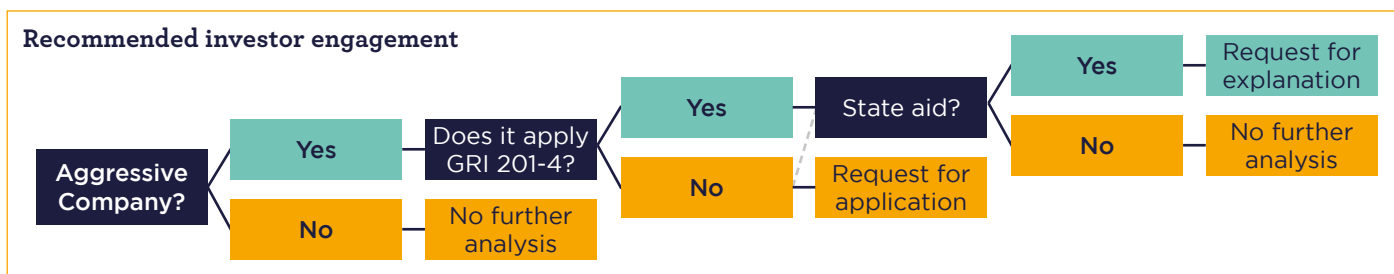 Recommended investor engagement
Aggressive
Company?
Yes
No
Does it apply
GRI 201-4?
No further
analysis
Yes
No
State aid?
Request for
application
Yes
No
Request for
explanation
No further
analysis